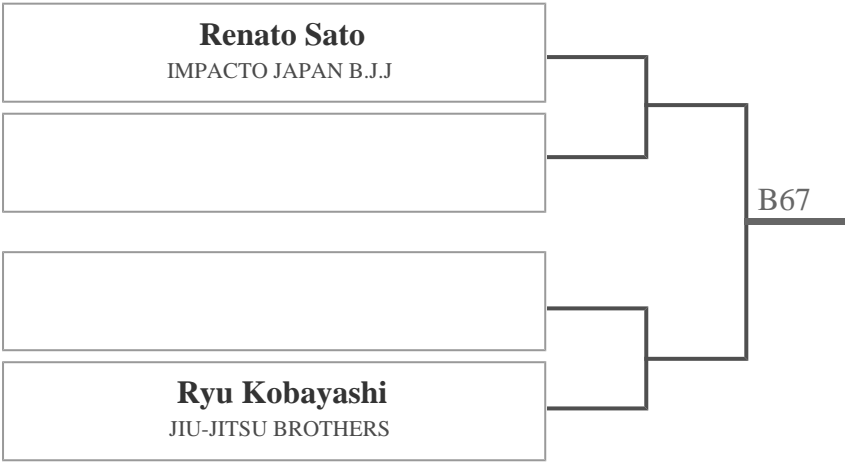 Renato Sato
IMPACTO JAPAN B.J.J
B67
Ryu Kobayashi
JIU-JITSU BROTHERS